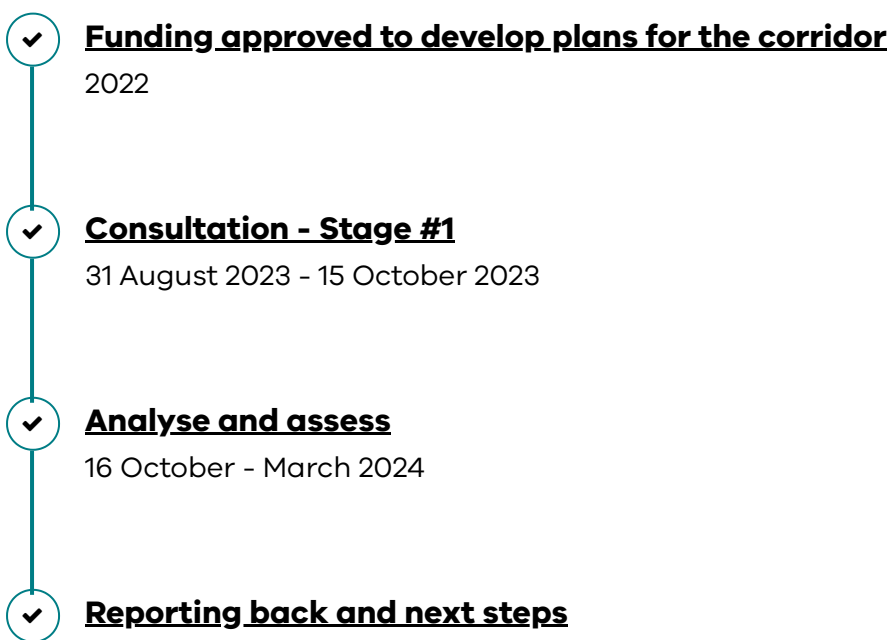 Funding approved to develop plans for the corridor
2022
Consultation - Stage #1
31 August 2023 - 15 October 2023
Analyse and assess
16 October - March 2024
Reporting back and next steps